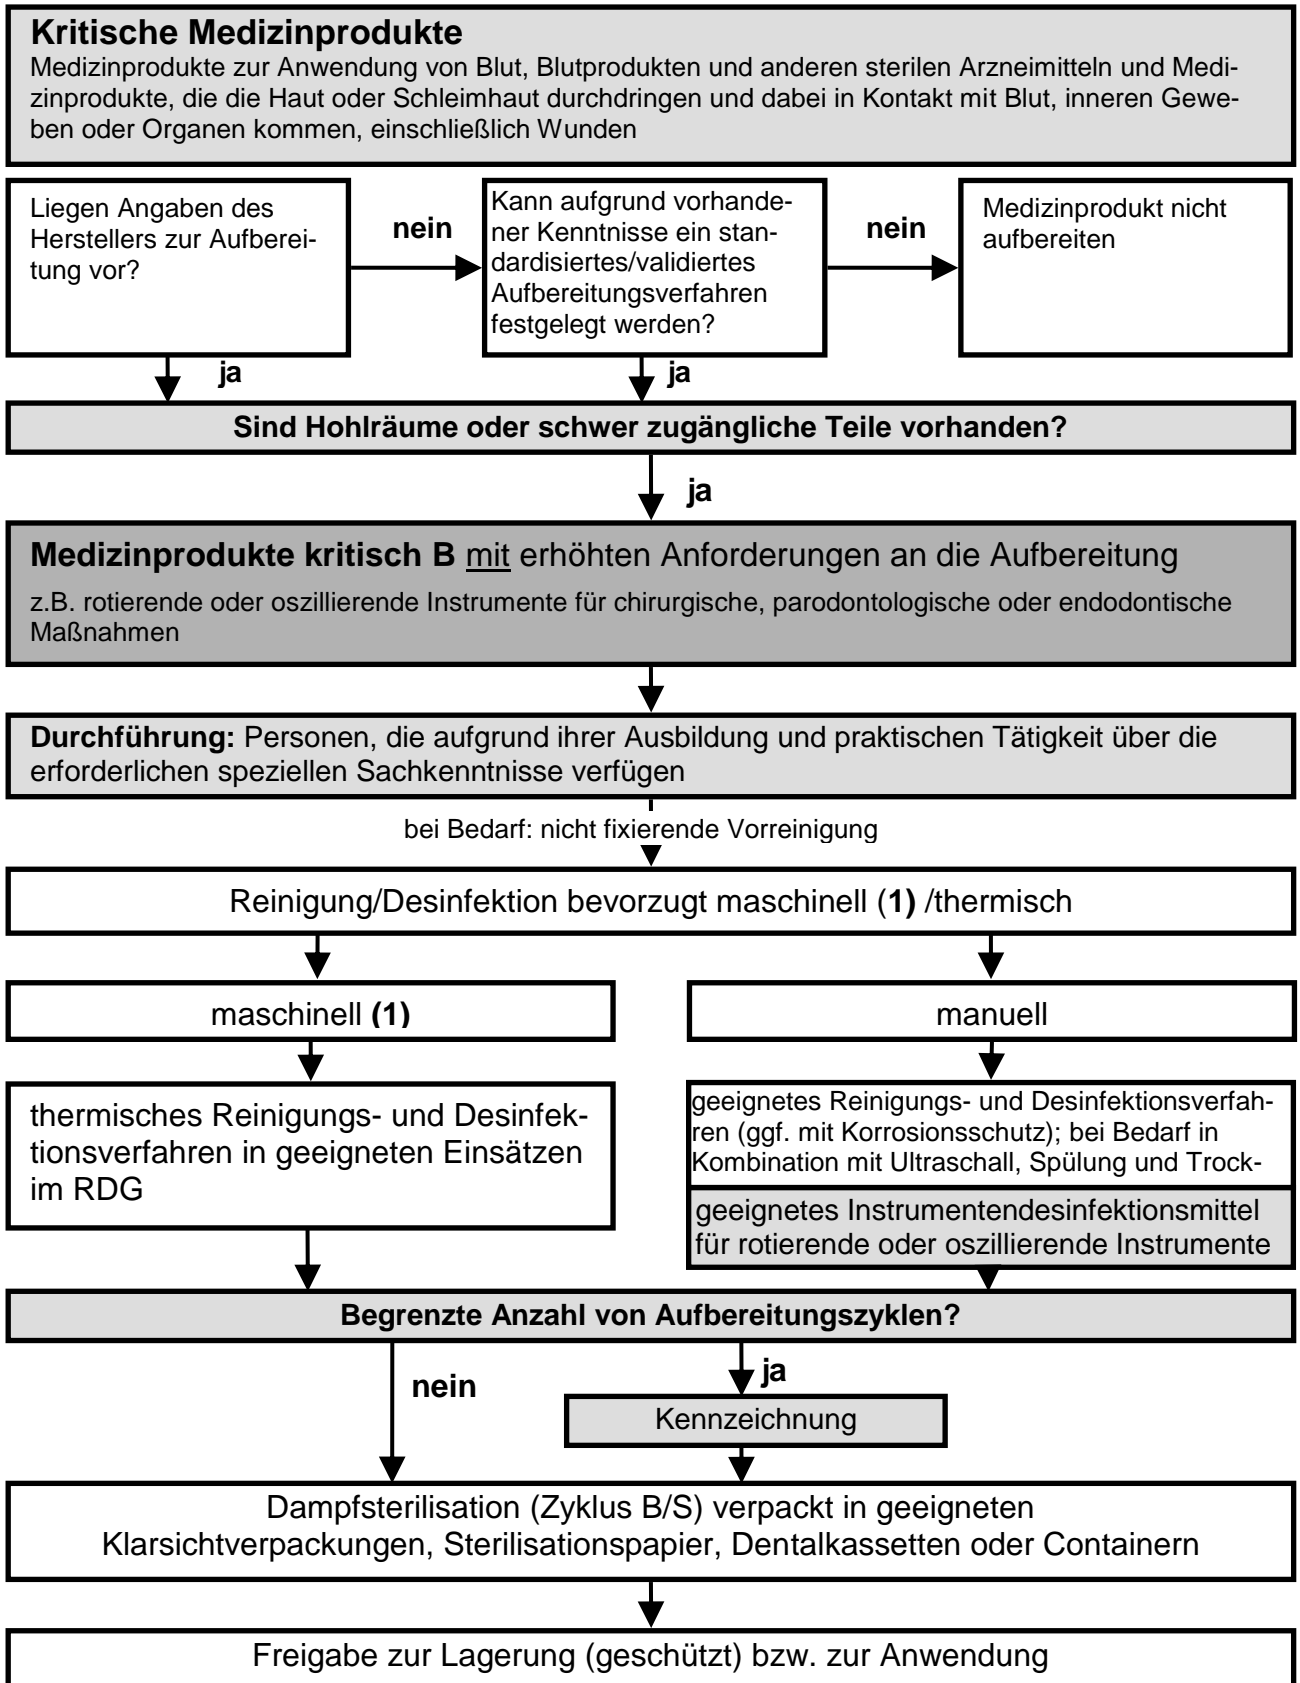 Kritische Medizinprodukte
Medizinprodukte zur Anwendung von Blut, Blutprodukten und anderen sterilen Arzneimitteln und Medi-
zinprodukte, die die Haut oder Schleimhaut durchdringen und dabei in Kontakt mit Blut, inneren Gewe-
ben oder Organen kommen, einschließlich Wunden
Liegen Angaben des
Herstellers zur Aufberei-
tung vor?
nein
Kann aufgrund vorhande-
ner Kenntnisse ein stan-
dardisiertes/validiertes
Aufbereitungsverfahren
festgelegt werden?
nein
Medizinprodukt nicht
aufbereiten
ja
ja
Sind Hohlräume oder schwer zugängliche Teile vorhanden?
ja
Medizinprodukte kritisch B mit erhöhten Anforderungen an die Aufbereitung
z.B. rotierende oder oszillierende Instrumente für chirurgische, parodontologische oder endodontische
Maßnahmen
Durchführung: Personen, die aufgrund ihrer Ausbildung und praktischen Tätigkeit über die
erforderlichen speziellen Sachkenntnisse verfügen
bei Bedarf: nicht fixierende Vorreinigung
Reinigung/Desinfektion bevorzugt maschinell (1) /thermisch
maschinell (1)
manuell
thermisches Reinigungs- und Desinfek-
tionsverfahren in geeigneten Einsätzen
im RDG
geeignetes Reinigungs- und Desinfektionsverfah-
ren (ggf. mit Korrosionsschutz); bei Bedarf in
Kombination mit Ultraschall, Spülung und Trock-
geeignetes Instrumentendesinfektionsmittel
für rotierende oder oszillierende Instrumente
Begrenzte Anzahl von Aufbereitungszyklen?
nein
ja
Kennzeichnung
Dampfsterilisation (Zyklus B/S) verpackt in geeigneten
Klarsichtverpackungen, Sterilisationspapier, Dentalkassetten oder Containern
Freigabe zur Lagerung (geschützt) bzw. zur Anwendung